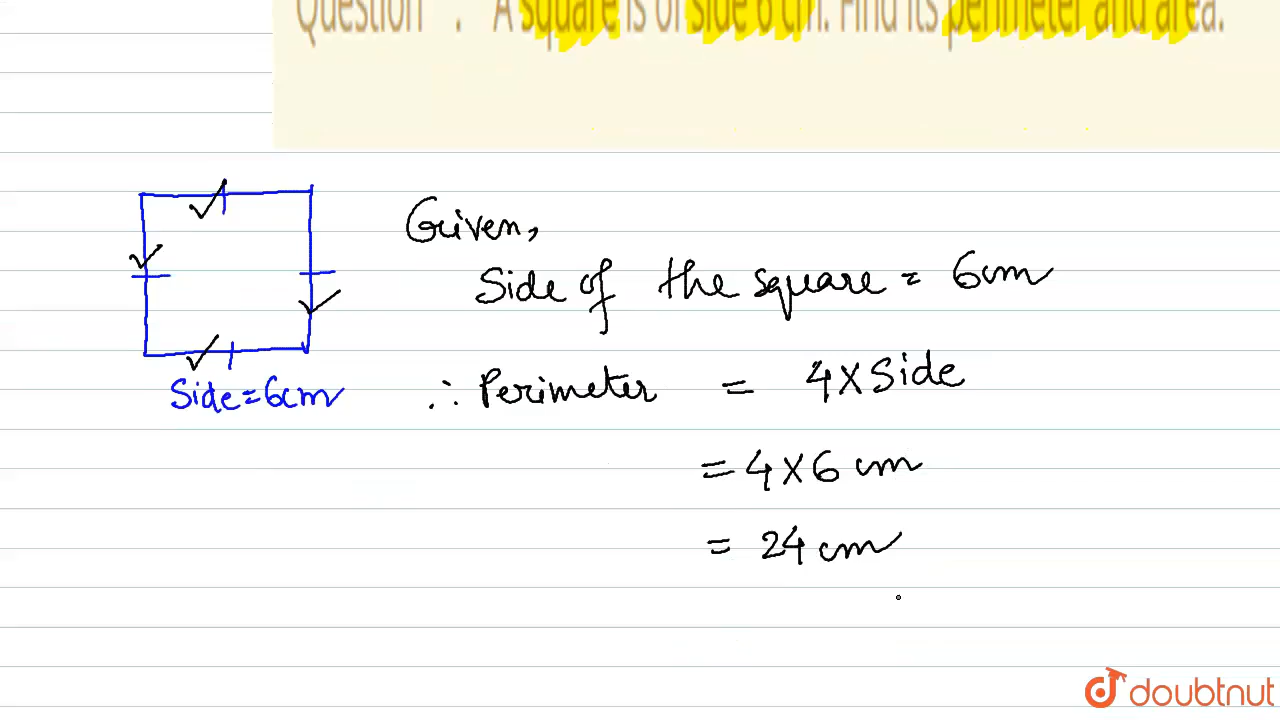 Question : A square is of side 6 cm. Find its perimeter and area.
Given,
Side of the square = 6cm
Side=6cm
∴ Perimeter = 4×Side
= 4×6 cm
= 24 cm
doubtnut